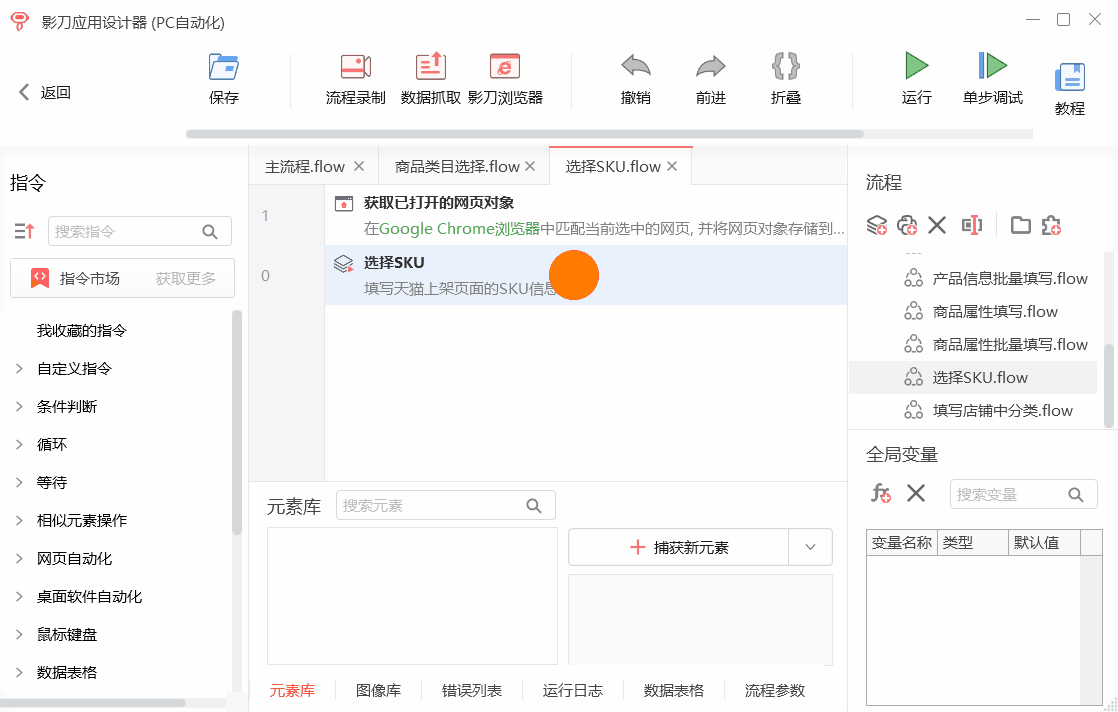 影刀应用设计器 (PC自动化)
返回
保存
流程录制
数据抓取
影刀浏览器
撤销
前进
折叠
运行
单步调试
教程
指令
搜索指令
指令市场
获取更多
我收藏的指令
自定义指令
条件判断
循环
等待
相似元素操作
网页自动化
桌面软件自动化
鼠标键盘
数据表格
主流程.flow
商品类目选择.flow
选择SKU.flow
1
获取已打开的网页对象
在Google Chrome浏览器中匹配当前选中的网页, 并将网页对象存储到...
0
选择SKU
填写天猫上架页面的SKU信息
元素库
搜索元素
捕获新元素
元素库
图像库
错误列表
运行日志
数据表格
流程参数
流程
产品信息批量填写.flow
商品属性填写.flow
商品属性批量填写.flow
选择SKU.flow
填写店铺中分类.flow
全局变量
搜索变量
变量名称
类型
默认值